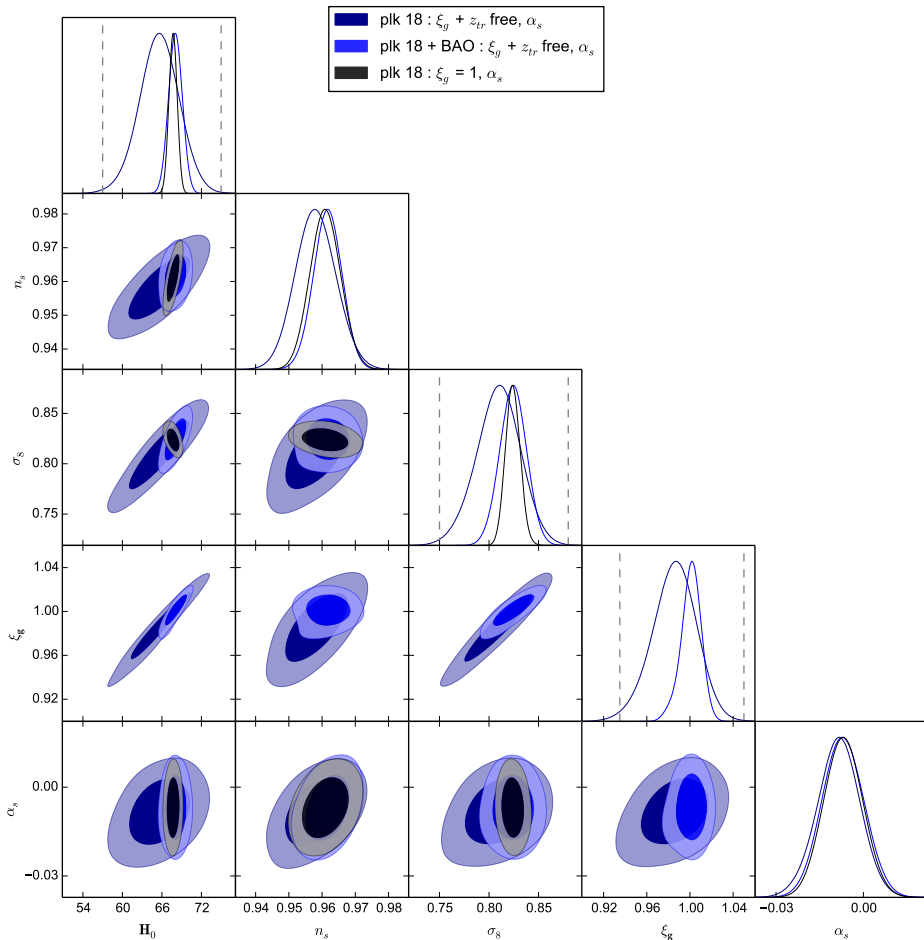 plk 18 : ξg + ztr free, αs
plk 18 + BAO : ξg + ztr free, αs
plk 18 : ξg = 1, αs
0.98
0.97
0.96
0.95
0.94
ns
0.85
0.80
0.75
σ8
1.04
1.00
0.96
0.92
ξg
0.00
−0.03
αs
54 60 66 72 0.94 0.95 0.96 0.97 0.98 0.75 0.80 0.85 0.92 0.96 1.00 1.04 −0.03 0.00
H0 ns σ8 ξg αs